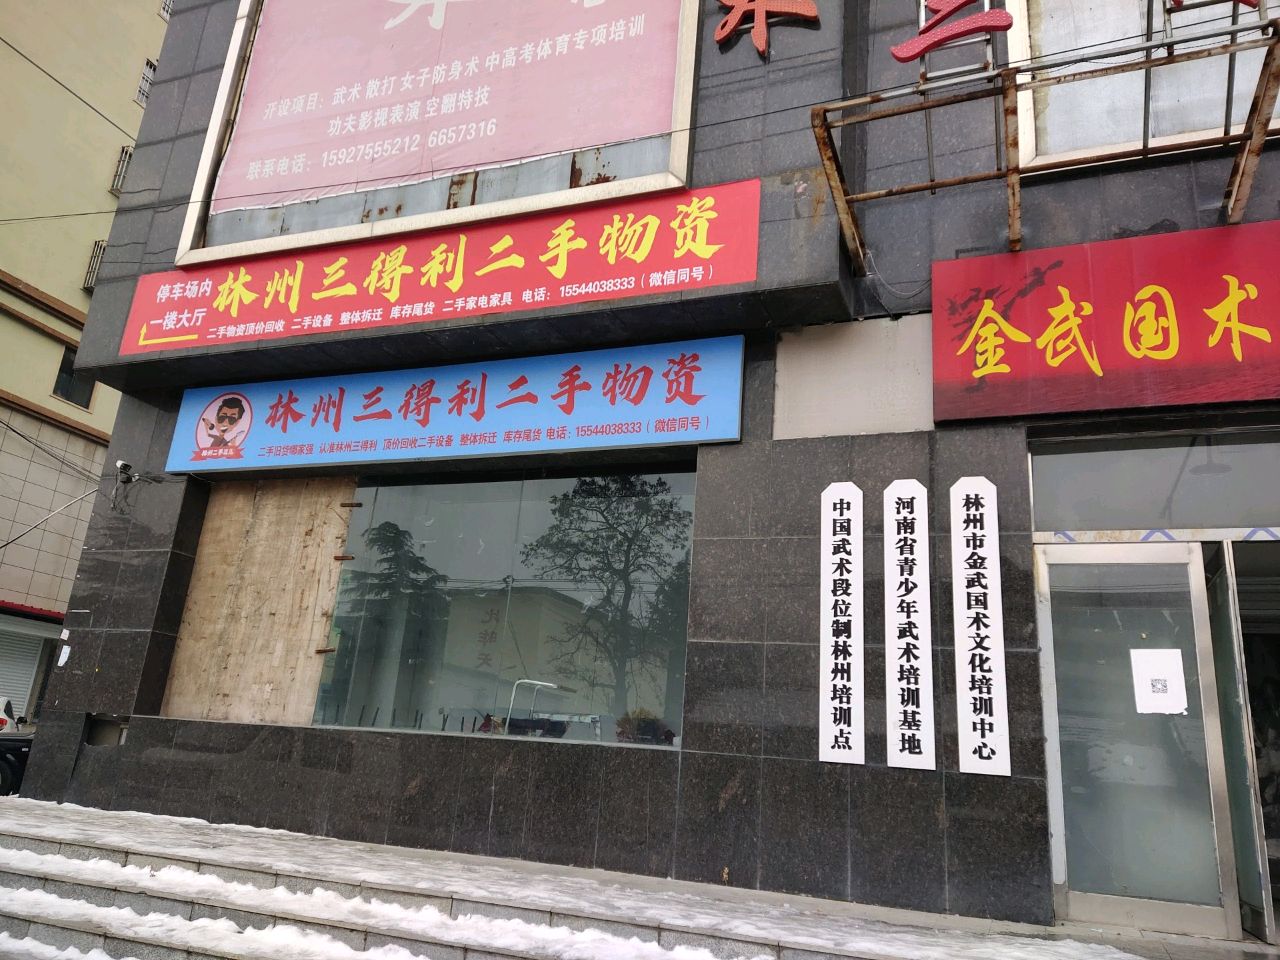 开设项目：武术 散打 女子防身术 中高考体育专项培训
功夫影视表演 空翻特技
联系电话：15927555212 6657316
停车场内
一楼大厅
林州三得利二手物资
二手物资顶价回收 二手设备 整体拆迁 库存尾货 二手家电家具 电话：15544038333（微信同号）
林州三得利二手物资
二手旧货哪家强 认准林州三得利 顶价回收二手设备 整体拆迁 库存尾货 电话：15544038333（微信同号）
金武国术
中国武术段位制林州培训点
河南省青少年武术培训基地
林州市金武国术文化培训中心